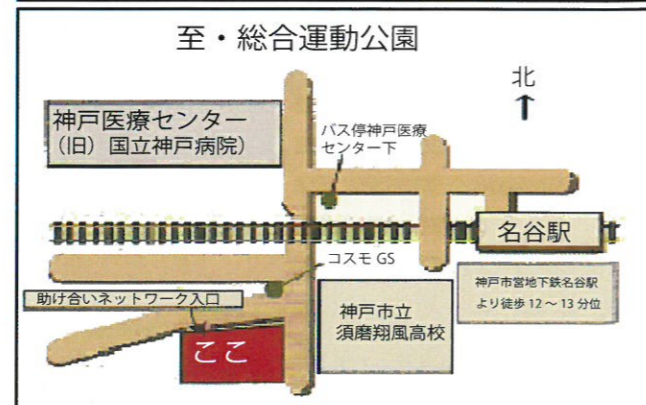 至・総合運動公園
北
↑
神戸医療センター
（旧）国立神戸病院）
バス停神戸医療
センター下
名谷駅
コスモ GS
神戸市営地下鉄名谷駅
より徒歩 12 ～ 13 分位
助け合いネットワーク入口
神戸市立
須磨翔風高校
ここ